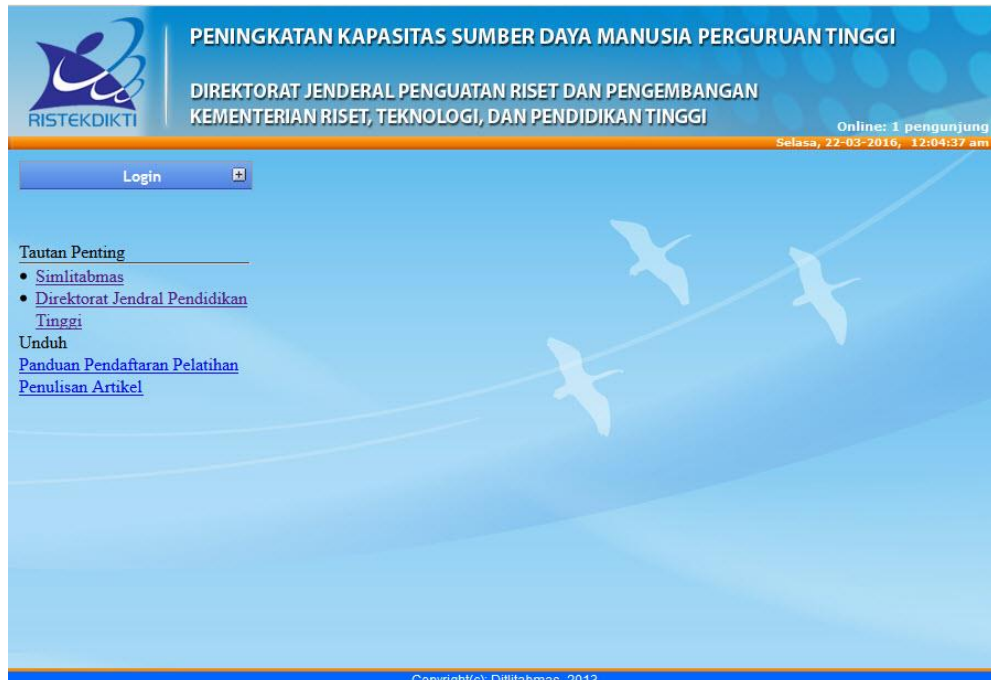 PENINGKATAN KAPASITAS SUMBER DAYA MANUSIA PERGURUAN TINGGI
DIREKTORAT JENDERAL PENGUATAN RISET DAN PENGEMBANGAN
KEMENTERIAN RISET, TEKNOLOGI, DAN PENDIDIKAN TINGGI
RISTEKDIKTI
Online: 1 pengunjung
Selasa, 22-03-2016, 12:04:37 am
Login
Tautan Penting
• Simlitabmas
• Direktorat Jendral Pendidikan
Tinggi
Unduh
Panduan Pendaftaran Pelatihan
Penulisan Artikel
Copyright(c): Ditlitabmas, 2013